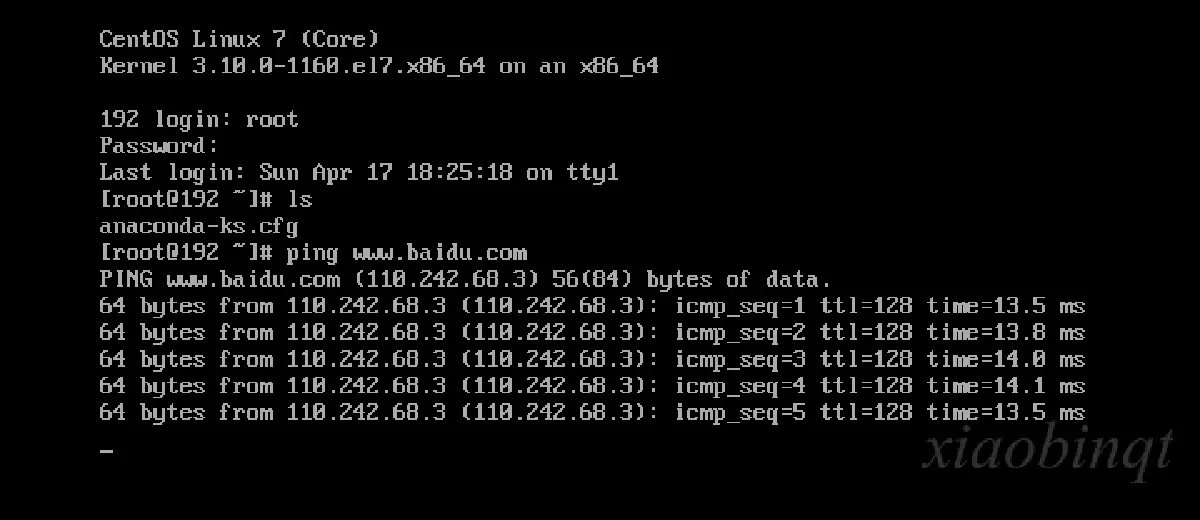 CentOS Linux 7 (Core)
Kernel 3.10.0-1160.el7.x86_64 on an x86_64
192 login: root
Password:
Last login: Sun Apr 17 18:25:18 on tty1
[root@192 ~]# ls
anaconda-ks.cfg
[root@192 ~]# ping www.baidu.com
PING www.baidu.com (110.242.68.3) 56(84) bytes of data.
64 bytes from 110.242.68.3 (110.242.68.3): icmp_seq=1 ttl=128 time=13.5 ms
64 bytes from 110.242.68.3 (110.242.68.3): icmp_seq=2 ttl=128 time=13.8 ms
64 bytes from 110.242.68.3 (110.242.68.3): icmp_seq=3 ttl=128 time=14.0 ms
64 bytes from 110.242.68.3 (110.242.68.3): icmp_seq=4 ttl=128 time=14.1 ms
64 bytes from 110.242.68.3 (110.242.68.3): icmp_seq=5 ttl=128 time=13.5 ms
_
xiaobinqt